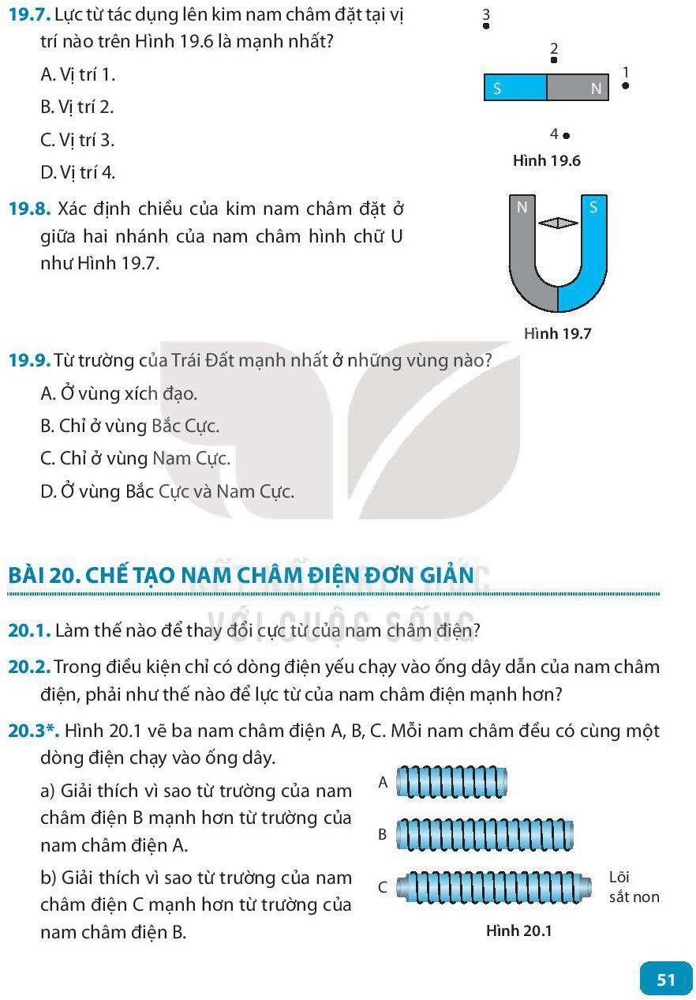 19.7. Lực từ tác dụng lên kim nam châm đặt tại vị
trí nào trên Hình 19.6 là mạnh nhất?
A. Vị trí 1.
B. Vị trí 2.
C. Vị trí 3.
D. Vị trí 4.
3
2
1
S
N
4
Hình 19.6
19.8. Xác định chiều của kim nam châm đặt ở
giữa hai nhánh của nam châm hình chữ U
như Hình 19.7.
N
S
Hình 19.7
19.9. Từ trường của Trái Đất mạnh nhất ở những vùng nào?
A. Ở vùng xích đạo.
B. Chỉ ở vùng Bắc Cực.
C. Chỉ ở vùng Nam Cực.
D. Ở vùng Bắc Cực và Nam Cực.
BÀI 20. CHẾ TẠO NAM CHÂM ĐIỆN ĐƠN GIẢN
KẾT NỐI TRI THỨC
VỚI CUỘC SỐNG
20.1. Làm thế nào để thay đổi cực từ của nam châm điện?
20.2. Trong điều kiện chỉ có dòng điện yếu chạy vào ống dây dẫn của nam châm
điện, phải như thế nào để lực từ của nam châm điện mạnh hơn?
20.3*. Hình 20.1 vẽ ba nam châm điện A, B, C. Mỗi nam châm đều có cùng một
dòng điện chạy vào ống dây.
a) Giải thích vì sao từ trường của nam
châm điện B mạnh hơn từ trường của
nam châm điện A.
b) Giải thích vì sao từ trường của nam
châm điện C mạnh hơn từ trường của
nam châm điện B.
A
B
C
Lõi
sắt non
Hình 20.1
51